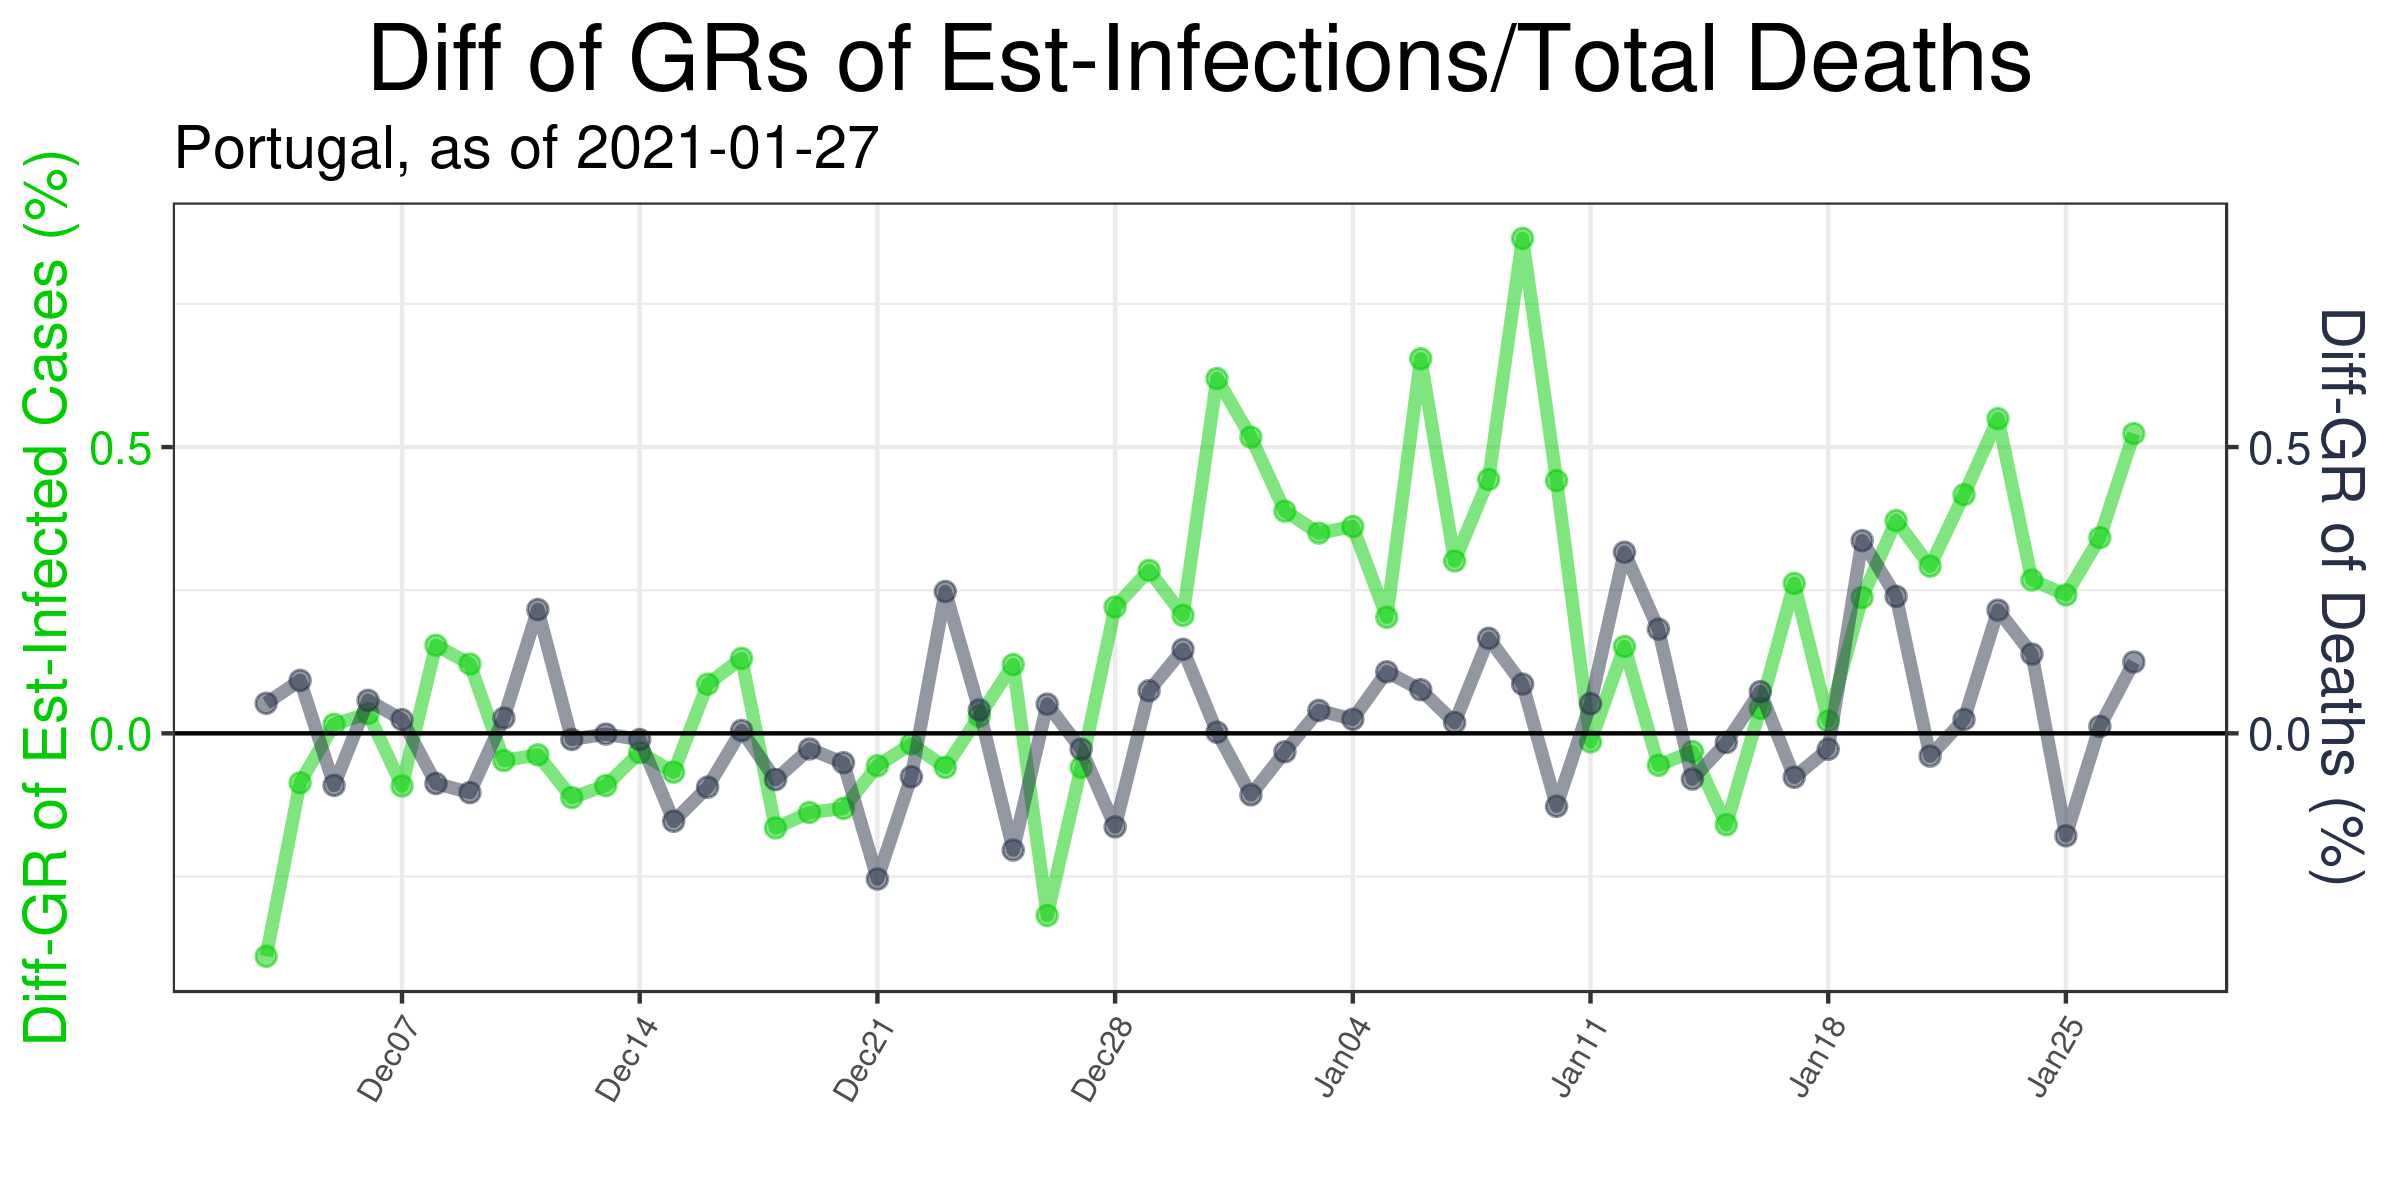 Diff of GRs of Est-Infections/Total Deaths
Portugal, as of 2021-01-27
Diff-GR of Est-Infected Cases (%)
0.5
0.0
0.5
0.0
Diff-GR of Deaths (%)
Dec07
Dec14
Dec21
Dec28
Jan04
Jan11
Jan18
Jan25